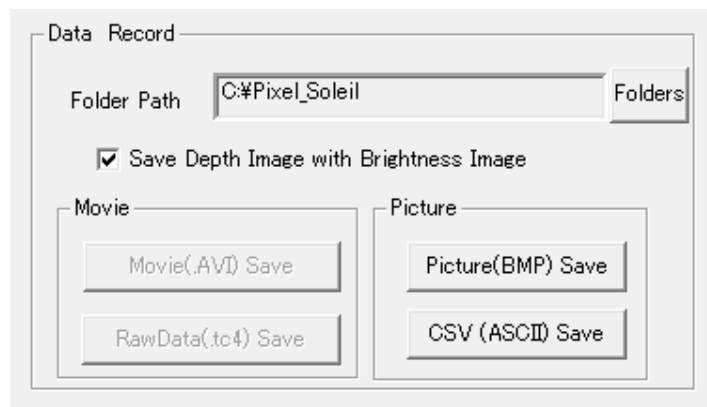 Data Record
Folder Path C:¥Pixel_Soleil Folders
Save Depth Image with Brightness Image
Movie
Movie(.AVI) Save
RawData(.tc4) Save
Picture
Picture(BMP) Save
CSV (ASCII) Save